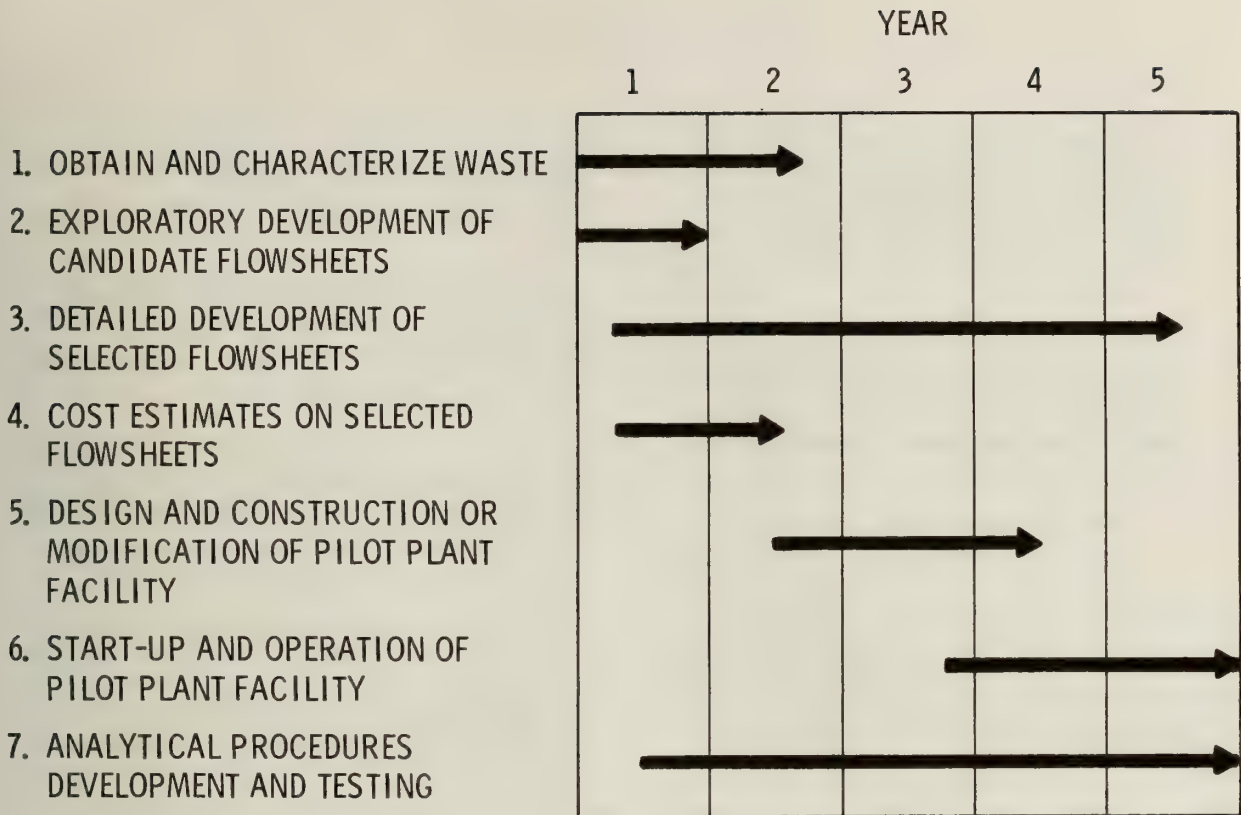 YEAR
1 2 3 4 5
1. OBTAIN AND CHARACTERIZE WASTE
2. EXPLORATORY DEVELOPMENT OF
CANDIDATE FLOWSHEETS
3. DETAILED DEVELOPMENT OF
SELECTED FLOWSHEETS
4. COST ESTIMATES ON SELECTED
FLOWSHEETS
5. DESIGN AND CONSTRUCTION OR
MODIFICATION OF PILOT PLANT
FACILITY
6. START-UP AND OPERATION OF
PILOT PLANT FACILITY
7. ANALYTICAL PROCEDURES
DEVELOPMENT AND TESTING